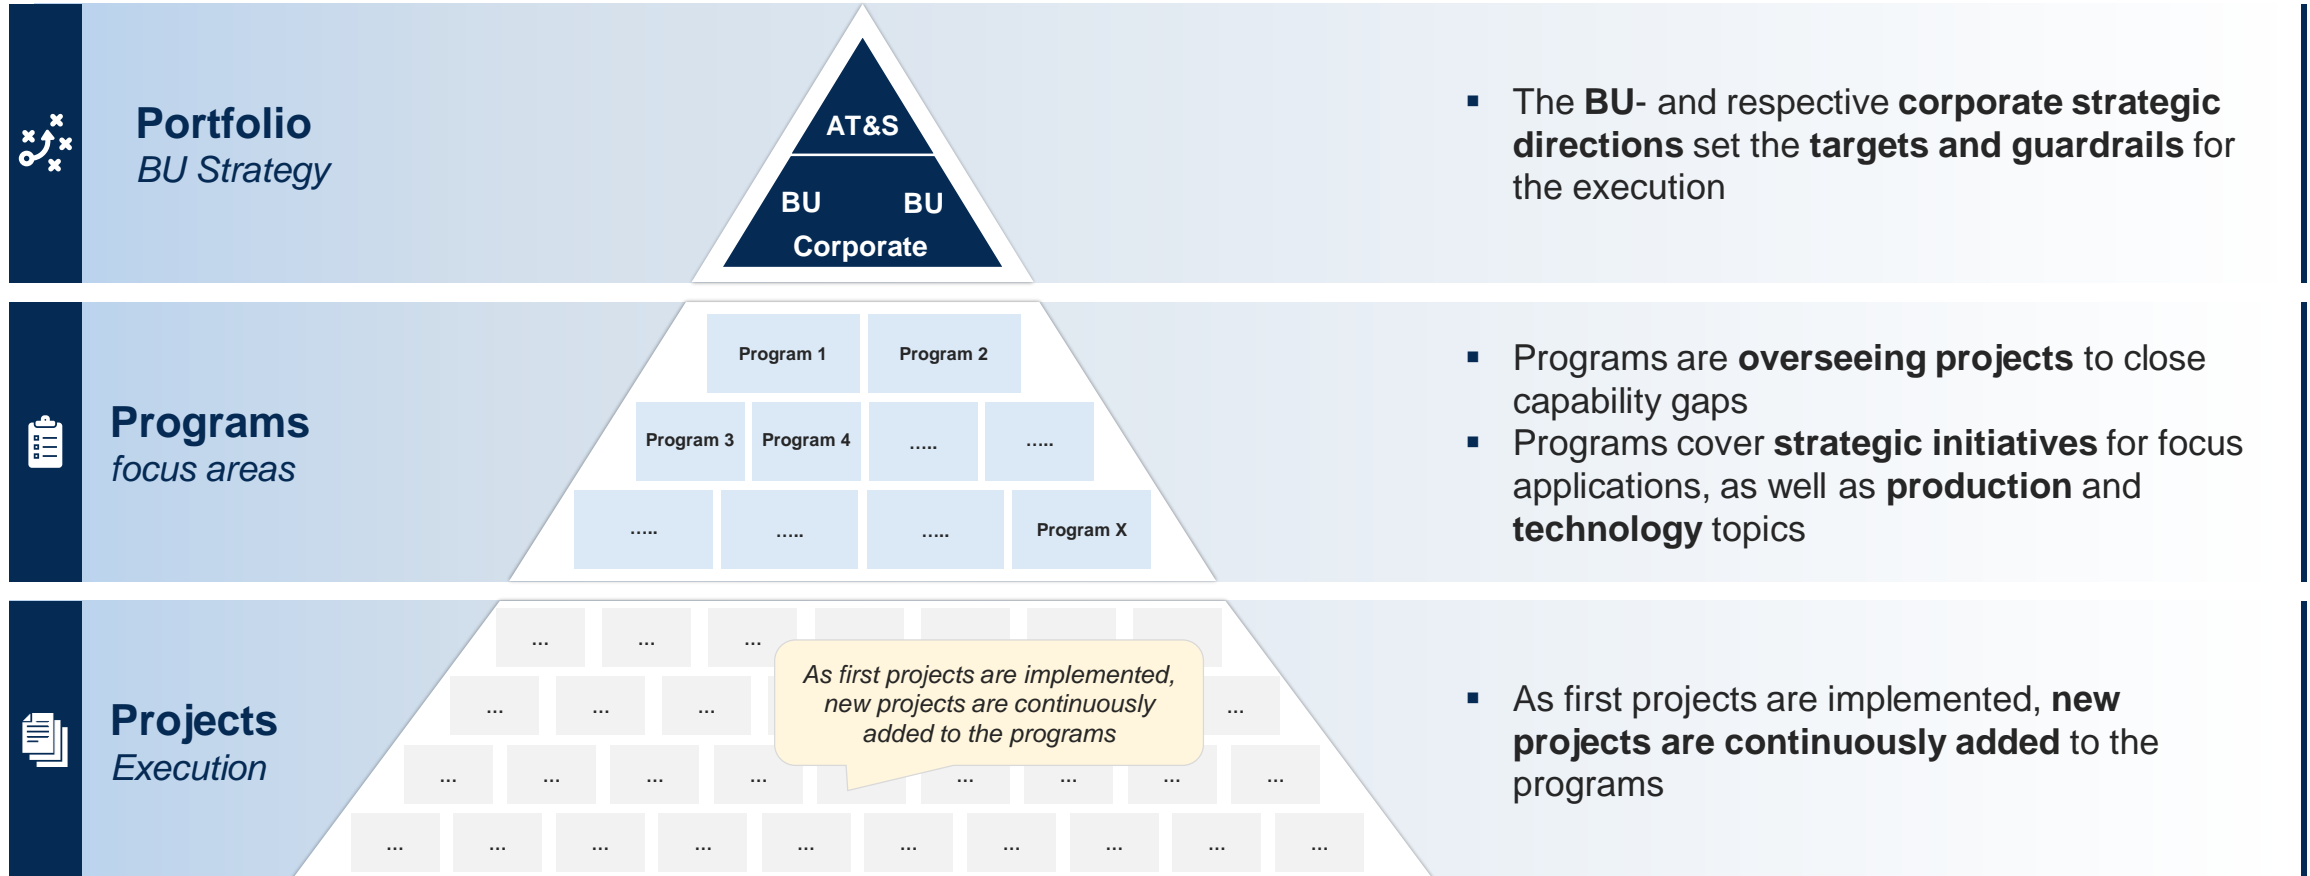 Portfolio
BU Strategy
AT&S
BU BU
Corporate
▪ The BU- and respective corporate strategic
directions set the targets and guardrails for
the execution
Programs
focus areas
Program 1 Program 2
Program 3 Program 4 ..... .....
..... ..... ..... Program X
▪ Programs are overseeing projects to close
capability gaps
▪ Programs cover strategic initiatives for focus
applications, as well as production and
technology topics
Projects
Execution
... ... ...
... ... ... ...
... ... ... ... ... ... ... ...
... ... ... ... ... ... ... ... ... ...
As first projects are implemented,
new projects are continuously
added to the programs
▪ As first projects are implemented, new
projects are continuously added to the
programs